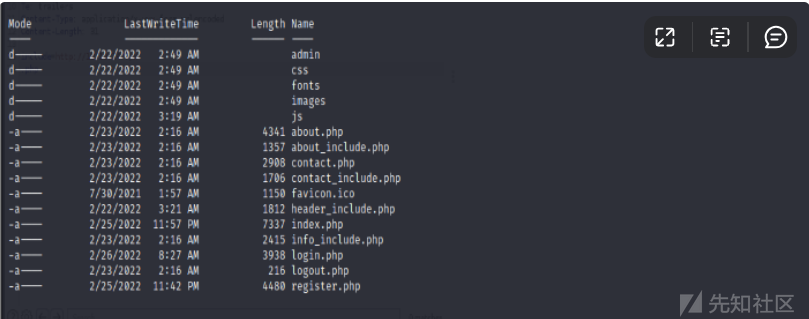 Mode LastWriteTime Length Name
d---- 2/22/2022 2:49 AM admin
d---- 2/22/2022 2:49 AM css
d---- 2/22/2022 2:49 AM fonts
d---- 2/22/2022 2:49 AM images
d---- 2/22/2022 3:19 AM js
-a---- 2/23/2022 2:16 AM 4341 about.php
-a---- 2/23/2022 2:16 AM 1357 about_include.php
-a---- 2/23/2022 2:16 AM 2908 contact.php
-a---- 2/23/2022 2:16 AM 1706 contact_include.php
-a---- 7/30/2021 1:57 AM 1150 favicon.ico
-a---- 2/22/2022 3:21 AM 1812 header_include.php
-a---- 2/25/2022 11:57 PM 7337 index.php
-a---- 2/23/2022 2:16 AM 2415 info_include.php
-a---- 2/26/2022 8:27 AM 3938 login.php
-a---- 2/23/2022 2:16 AM 216 logout.php
-a---- 2/25/2022 11:42 PM 4480 register.php
先知社区